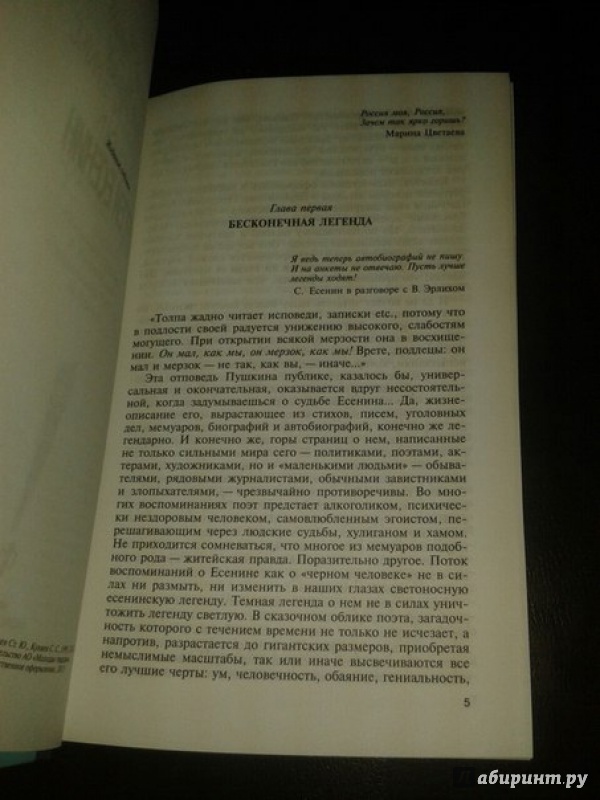 Россия моя, Россия,
Зачем так ярко горишь?
Марина Цветаева
Глава первая
БЕСКОНЕЧНАЯ ЛЕГЕНДА
Я ведь теперь автобиографий не пишу.
И на анкеты не отвечаю. Пусть лучше
легенды ходят!
С. Есенин в разговоре с В. Эрлихом
«Толпа жадно читает исповеди, записки etc., потому что
в подлости своей радуется унижению высокого, слабостям
могущего. При открытии всякой мерзости она в восхище-
нии. Он мал, как мы, он мерзок, как мы! Врете, подлецы: он
мал и мерзок — не так, как вы, — иначе...»
Эта отповедь Пушкина публике, казалось бы, универ-
сальная и окончательная, оказывается вдруг несостоятель-
ной, когда задумываешься о судьбе Есенина... Да, жизне-
описание его, вырастающее из стихов, писем, уголовных
дел, мемуаров, биографий и автобиографий, конечно же ле-
гендарно. И конечно же, горы страниц о нем, написанные
не только сильными мира сего — политиками, поэтами, ак-
терами, художниками, но и «маленькими людьми» — обыва-
телями, рядовыми журналистами, обычными завистниками
и злопыхателями, — чрезвычайно противоречивы. Во мно-
гих воспоминаниях поэт предстает алкоголиком, психичес-
ки нездоровым человеком, самовлюбленным эгоистом, пе-
решагивающим через людские судьбы, хулиганом и хамом.
Не приходится сомневаться, что многое из мемуаров подоб-
ного рода — житейская правда. Поразительно другое. Поток
воспоминаний о Есенине как о «черном человеке» не в си-
лах ни размыть, ни изменить в наших глазах светоносную
есенинскую легенду. Темная легенда о нем не в силах унич-
тожить легенду светлую. В сказочном облике поэта, загадоч-
ность которого с течением времени не только не исчезает, а
напротив, разрастается до гигантских размеров, приобретая
немыслимые масштабы, так или иначе высвечиваются все
его лучшие черты: ум, человечность, обаяние, гениальность,
5
Лабиринт.ру